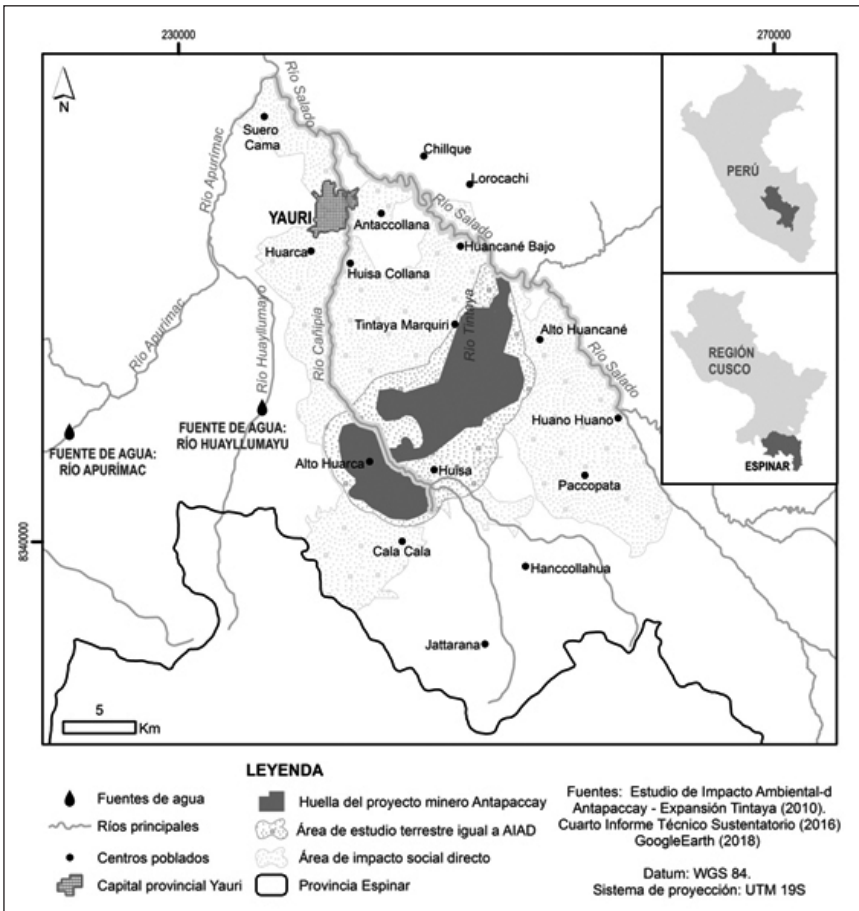 230000
270000
N
Río Salado
Suero
Cama
Río Apurímac
Chillque
Lorocachi
PERÚ
YAURI
Antaccollana
Río Salado
Huarca
Huisa Collana
Huancané Bajo
Río Apurímac
Río Huayllumayo
Río Cañipia
Tintaya Marquiri
Río Tintaya
Alto Huancané
Río Salado
REGIÓN
CUSCO
FUENTE DE AGUA:
RÍO APURÍMAC
FUENTE DE AGUA:
RÍO HUAYLLUMAYU
Huano Huano
Alto Huarca
Huisa
Paccopata
ESPINAR
8340000
Cala Cala
Hanccollahua
Jattarana
5
Km
LEYENDA
Fuentes de agua
Ríos principales
Centros poblados
Capital provincial Yauri
Huella del proyecto minero Antapaccay
Área de estudio terrestre igual a AIAD
Área de impacto social directo
Provincia Espinar
Fuentes: Estudio de Impacto Ambiental-d
Antapaccay - Expansión Tintaya (2010).
Cuarto Informe Técnico Sustentatorio (2016)
GoogleEarth (2018)
Datum: WGS 84.
Sistema de proyección: UTM 19S